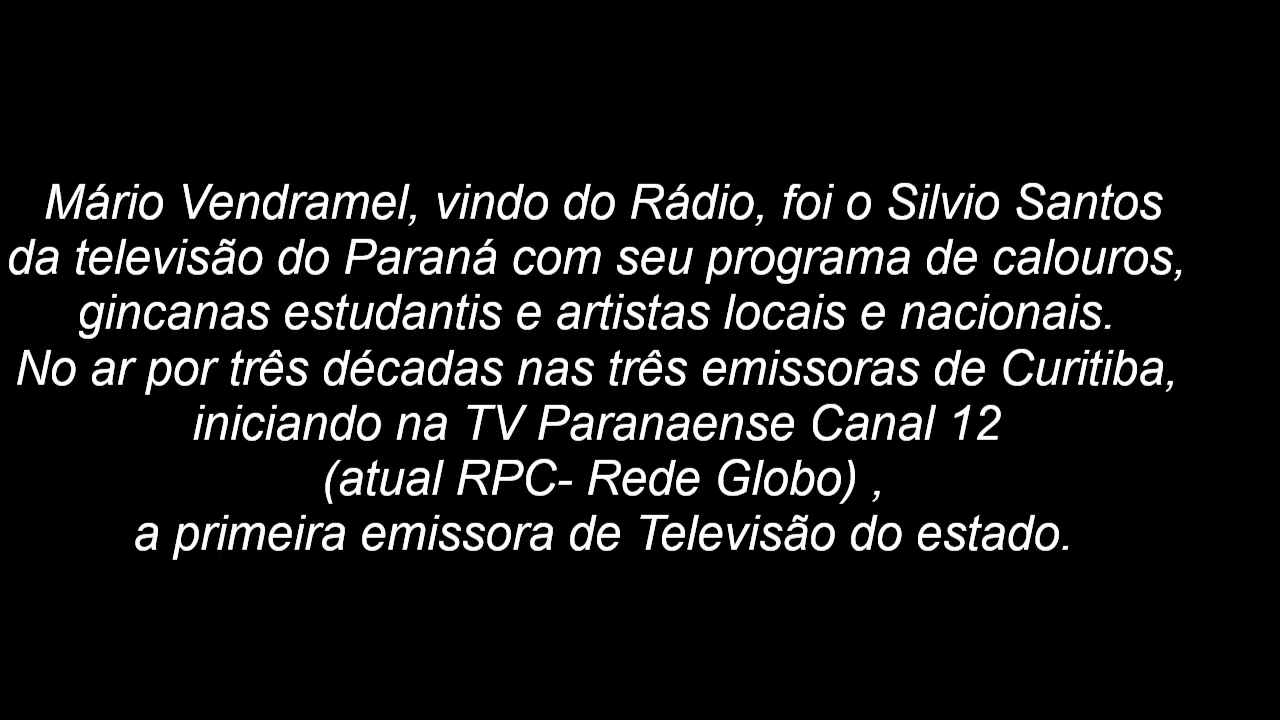 Mário Vendramel, vindo do Rádio, foi o Silvio Santos
da televisão do Paraná com seu programa de calouros,
gincanas estudantis e artistas locais e nacionais.
No ar por três décadas nas três emissoras de Curitiba,
iniciando na TV Paranaense Canal 12
(atual RPC- Rede Globo) ,
a primeira emissora de Televisão do estado.